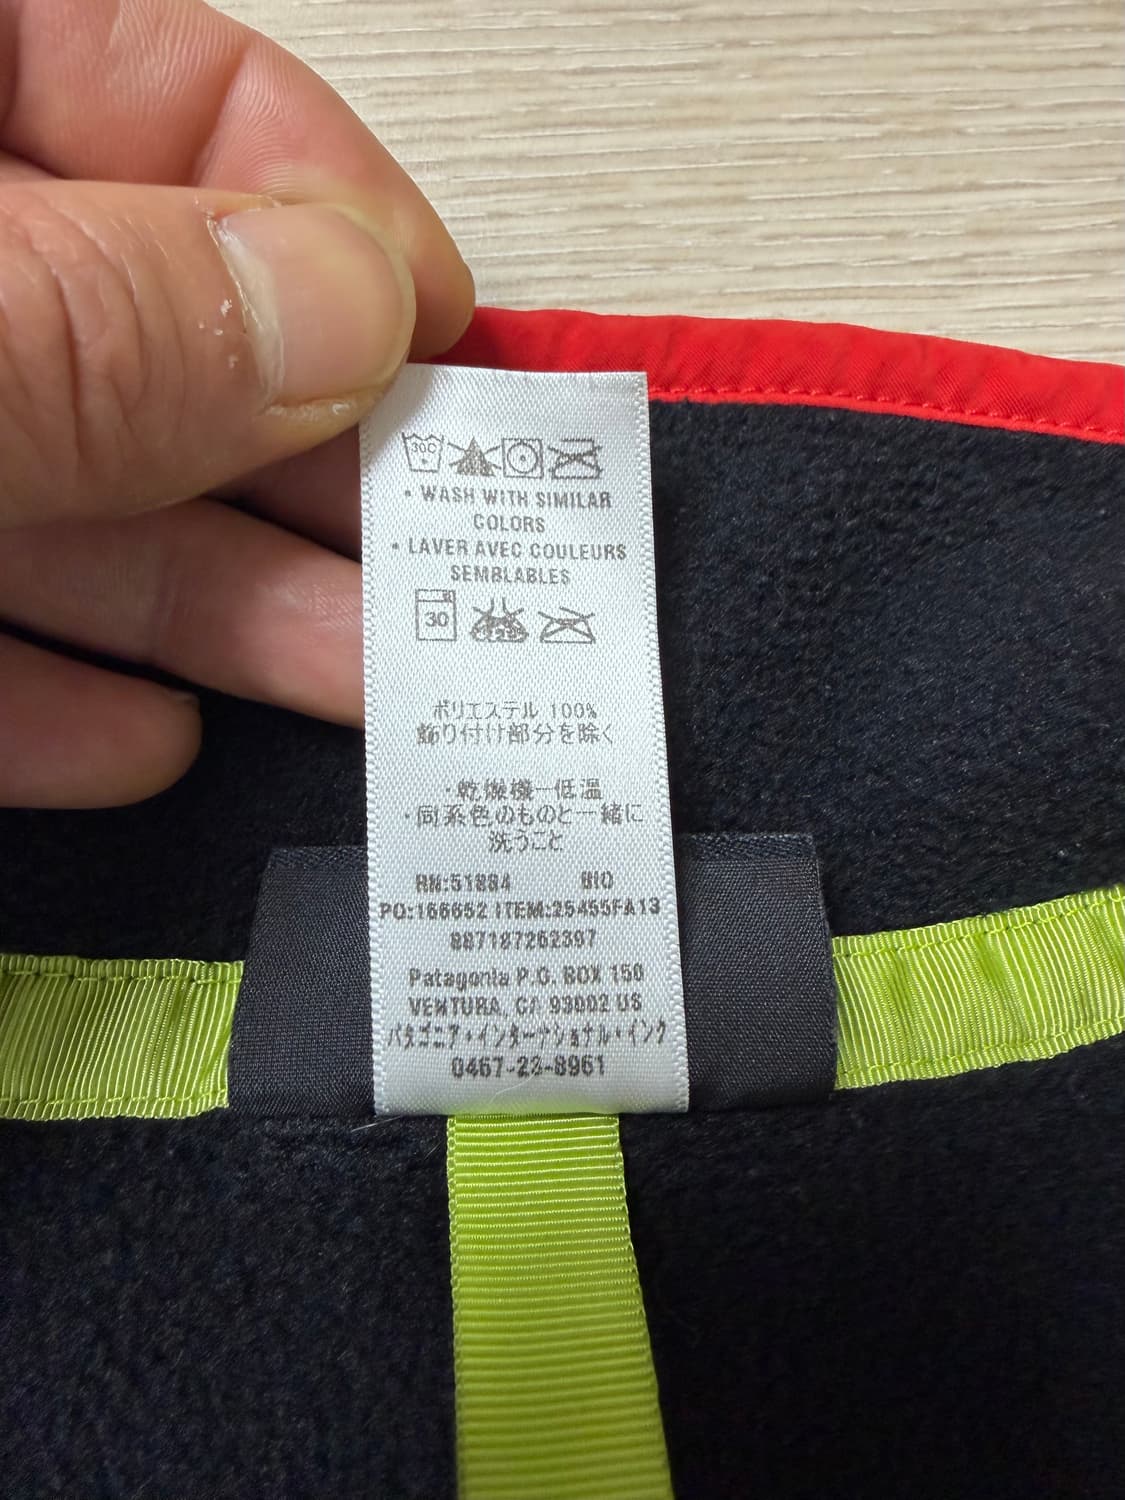 30C
• WASH WITH SIMILAR
COLORS
• LAVER AVEC COULEURS
SEMBLABLES
30
ポリエステル 100%
飾り付け部分を除く
・乾燥機ー低温
・同系色のものと一緒に
洗うこと
RN:51884 BIO
PO:166652 ITEM:25455FA13
887187262397
Patagonia P.O. BOX 150
VENTURA, CA 93002 US
パタゴニア・インターナショナル・インク
0467-23-8961